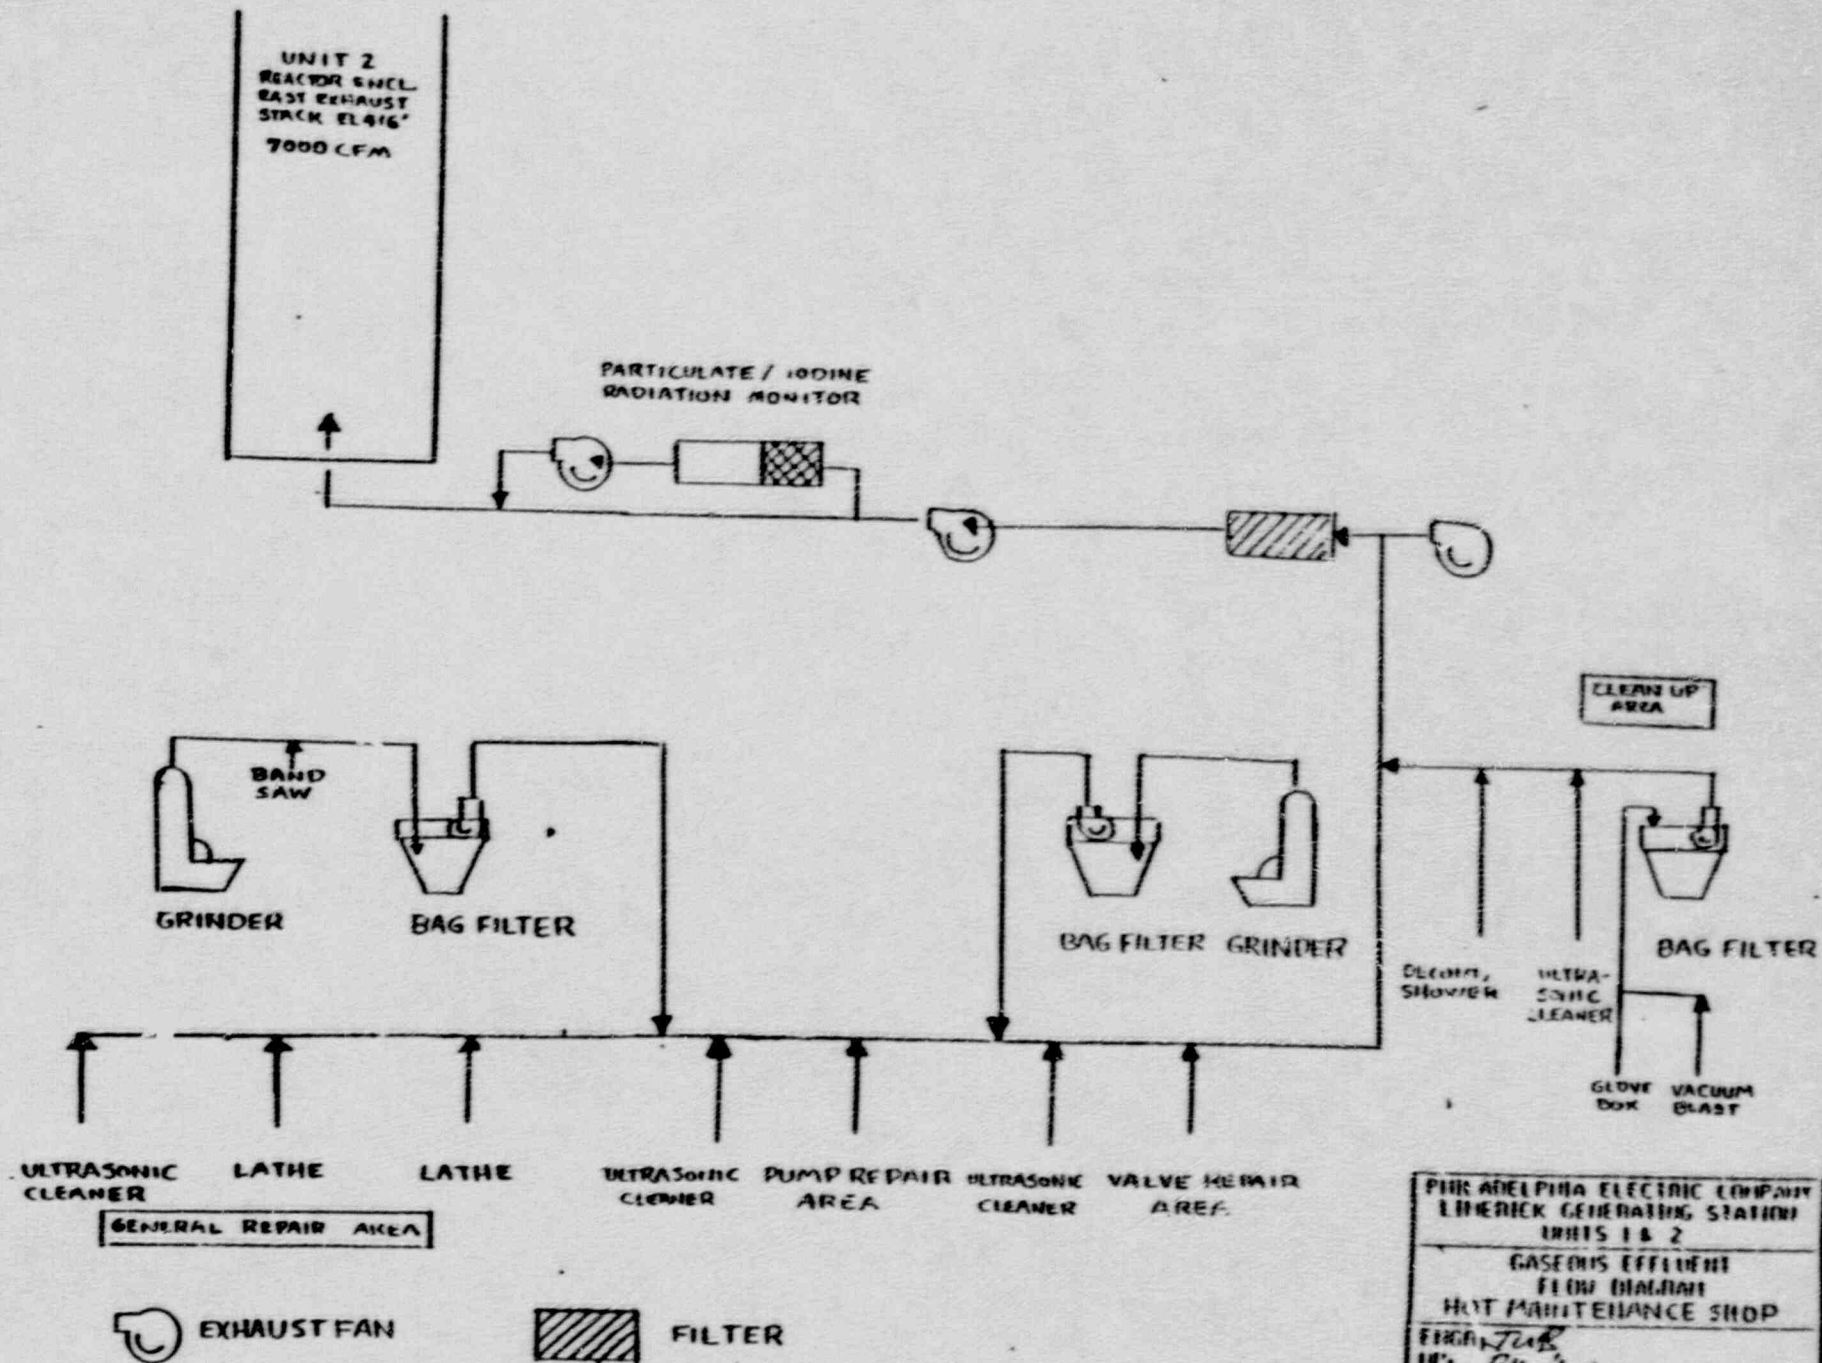 UNIT 2
REACTOR ENCL
EAST EXHAUST
STACK EL 416'
7000 CFM
PARTICULATE / IODINE
RADIATION MONITOR
CLEAN UP
AREA
BAND
SAW
GRINDER
BAG FILTER
BAG FILTER
GRINDER
DECONT,
SHOWER
ULTRA-
SONIC
CLEANER
BAG FILTER
GLOVE
BOX
VACUUM
BLAST
ULTRASONIC
CLEANER
LATHE
LATHE
ULTRASONIC
CLEANER
PUMP REPAIR
AREA
ULTRASONIC
CLEANER
VALVE REPAIR
AREA
GENERAL REPAIR AREA
PHILADELPHIA ELECTRIC COMPANY
LIMERICK GENERATING STATION
UNITS 1 & 2
GASEOUS EFFLUENT
FLOW DIAGRAM
HOT MAINTENANCE SHOP
EXHAUST FAN
FILTER